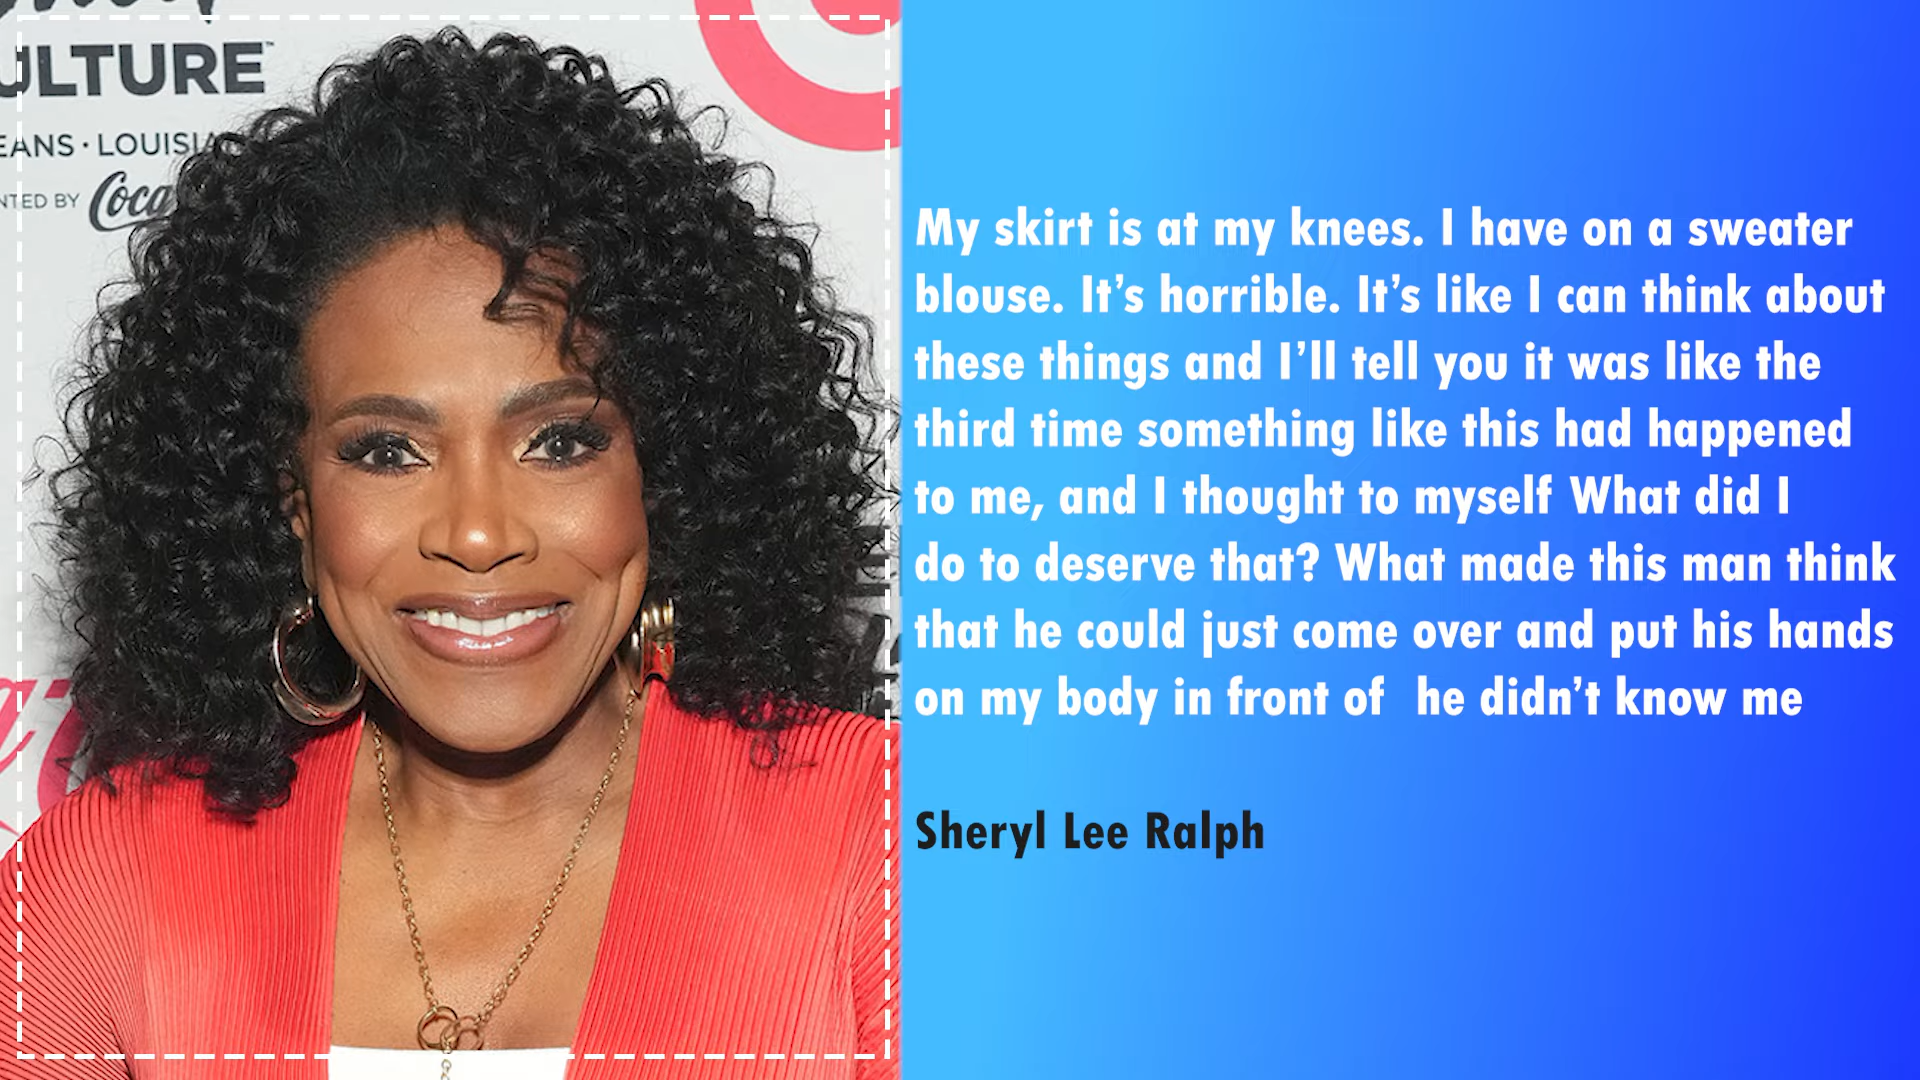 ULTURE
EANS · LOUISIA
NTED BY Coca
My skirt is at my knees. I have on a sweater
blouse. It’s horrible. It’s like I can think about
these things and I’ll tell you it was like the
third time something like this had happened
to me, and I thought to myself What did I
do to deserve that? What made this man think
that he could just come over and put his hands
on my body in front of  he didn’t know me
Sheryl Lee Ralph